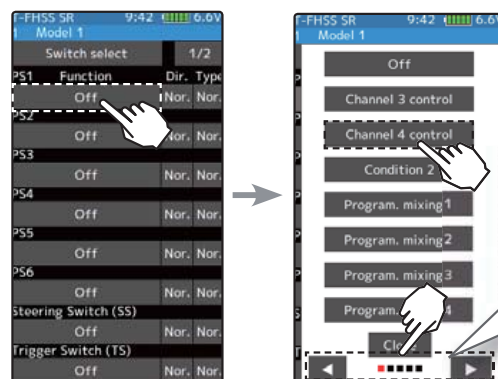 T-FHSS SR 9:42 6.6V
1 Model 1
Switch select 1/2
PS1 Function Dir. Type
Off Nor. Nor.
PS2
Off Nor. Nor.
PS3
Off Nor. Nor.
PS4
Off Nor. Nor.
PS5
Off Nor. Nor.
PS6
Off Nor. Nor.
Steering Switch (SS)
Off Nor. Nor.
Trigger Switch (TS)
Off Nor. Nor.
T-FHSS SR 9:42 6.6V
1 Model 1
Off
Channel 3 control
Channel 4 control
Condition 2
Program. mixing 1
Program. mixing 2
Program. mixing 3
Program. 4